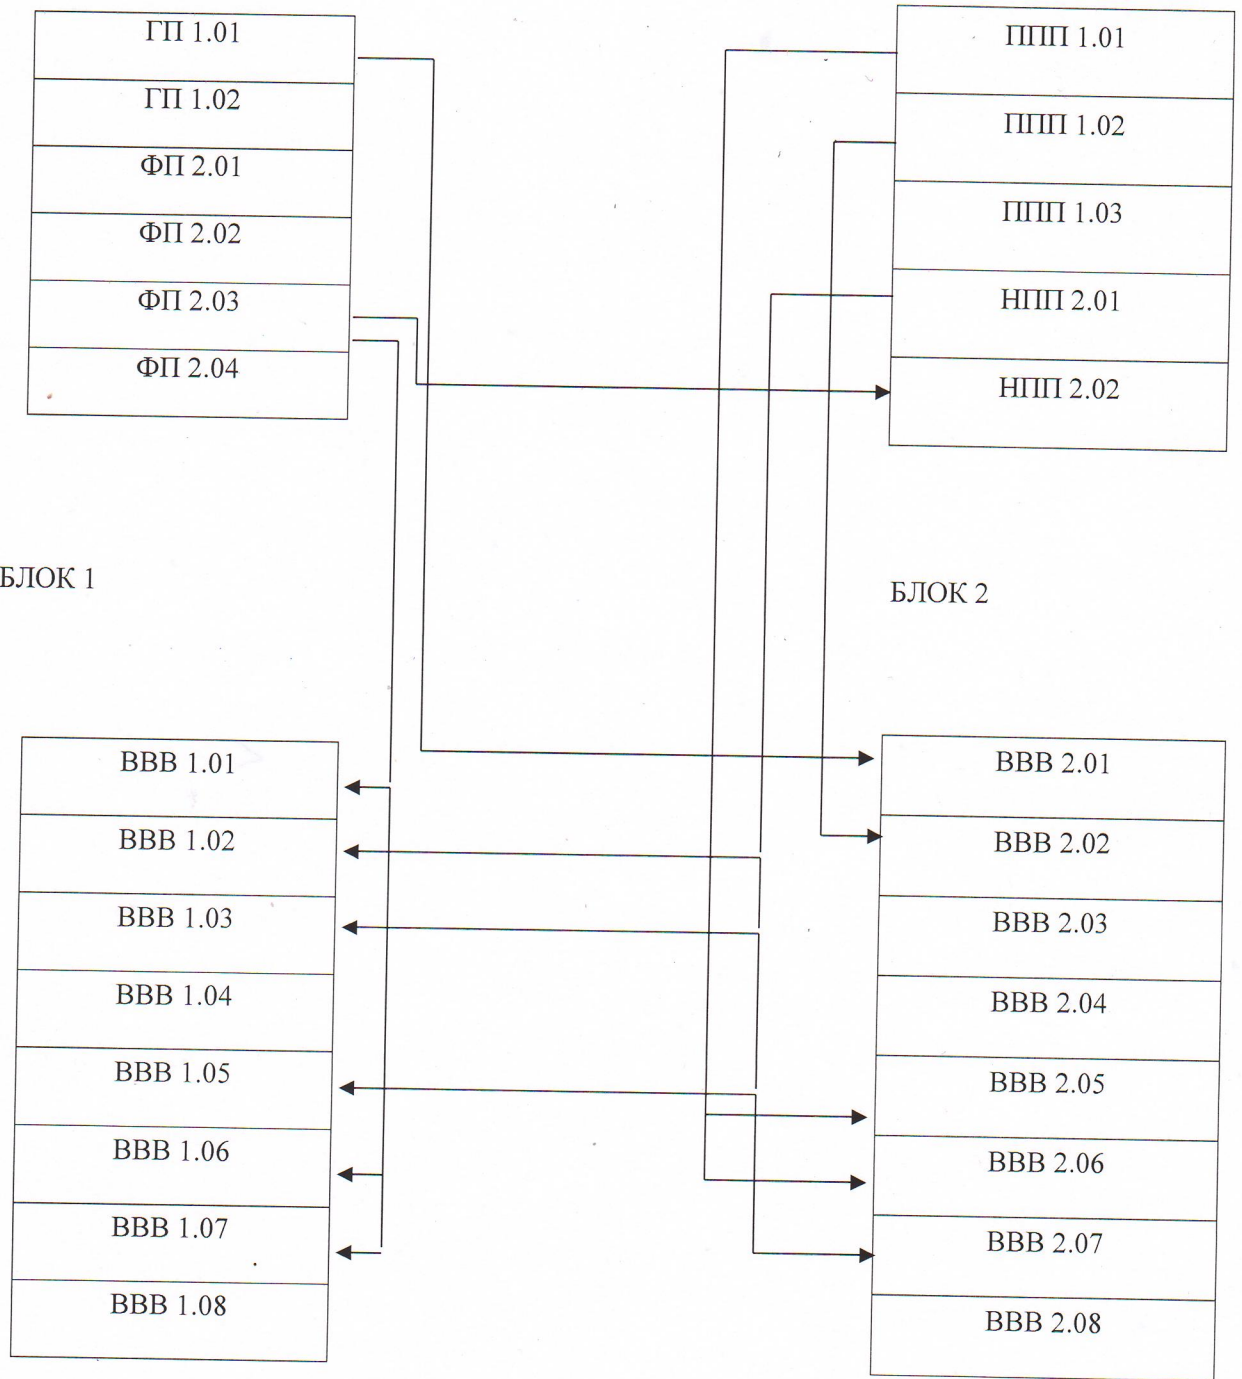 ГП 1.01
ГП 1.02
ФП 2.01
ФП 2.02
ФП 2.03
ФП 2.04
ППП 1.01
ППП 1.02
ППП 1.03
НПП 2.01
НПП 2.02
БЛОК 1
БЛОК 2
ВВВ 1.01
ВВВ 1.02
ВВВ 1.03
ВВВ 1.04
ВВВ 1.05
ВВВ 1.06
ВВВ 1.07
ВВВ 1.08
ВВВ 2.01
ВВВ 2.02
ВВВ 2.03
ВВВ 2.04
ВВВ 2.05
ВВВ 2.06
ВВВ 2.07
ВВВ 2.08